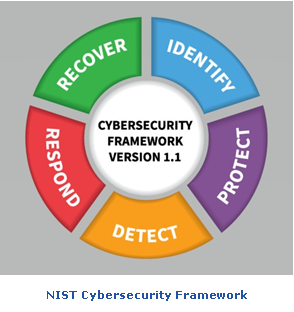 RECOVER
IDENTIFY
PROTECT
DETECT
RESPOND
CYBERSECURITY
FRAMEWORK
VERSION 1.1
NIST Cybersecurity Framework